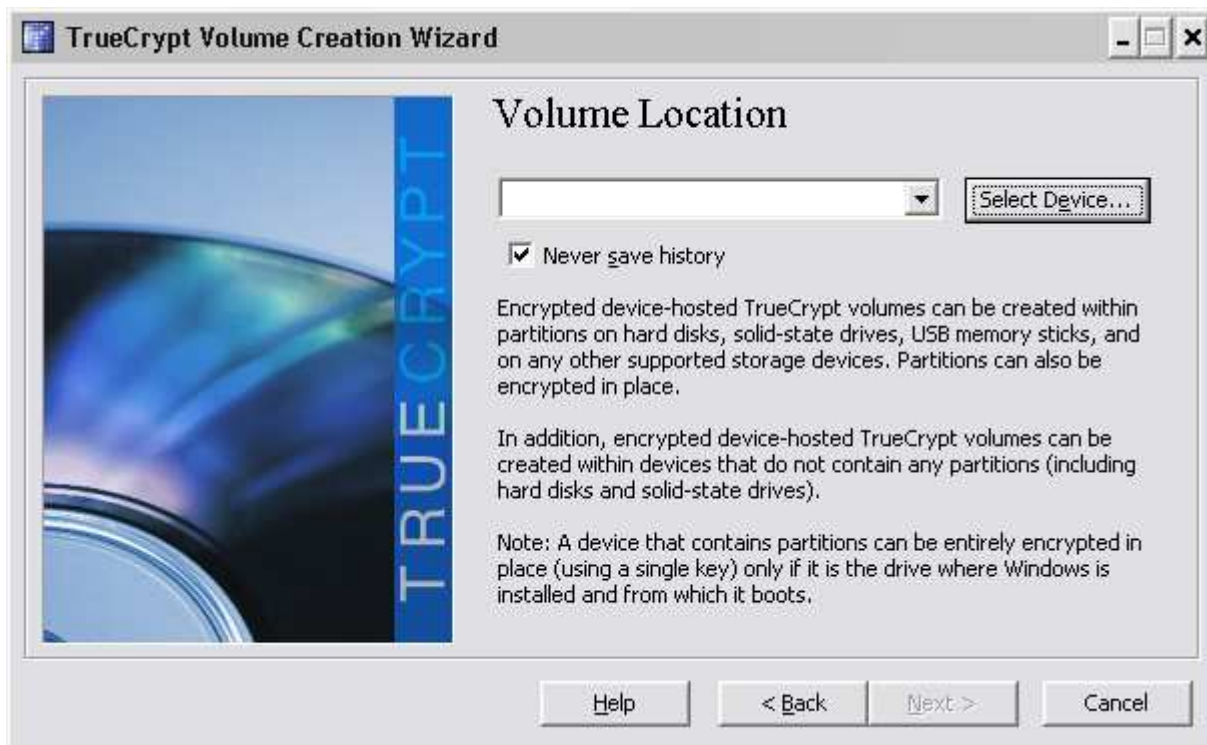 TrueCrypt Volume Creation Wizard
TRUECRYPT
Volume Location
Select Device...
Never save history
Encrypted device-hosted TrueCrypt volumes can be created within
partitions on hard disks, solid-state drives, USB memory sticks, and
on any other supported storage devices. Partitions can also be
encrypted in place.
In addition, encrypted device-hosted TrueCrypt volumes can be
created within devices that do not contain any partitions (including
hard disks and solid-state drives).
Note: A device that contains partitions can be entirely encrypted in
place (using a single key) only if it is the drive where Windows is
installed and from which it boots.
Help
< Back
Next >
Cancel